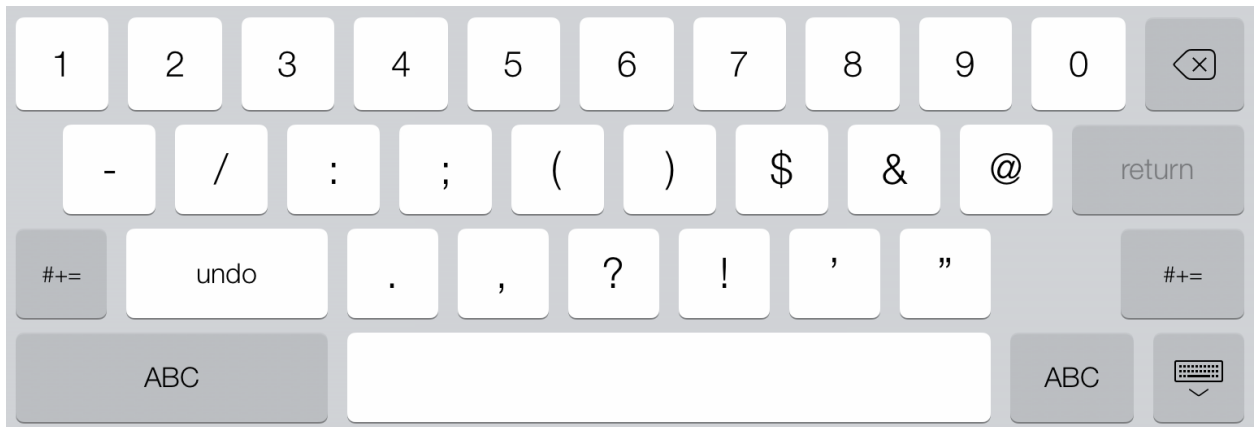 1 2 3 4 5 6 7 8 9 0
- / : ; ( ) $ & @ return
#+= undo . , ? ! ’ ” #+=
ABC ABC